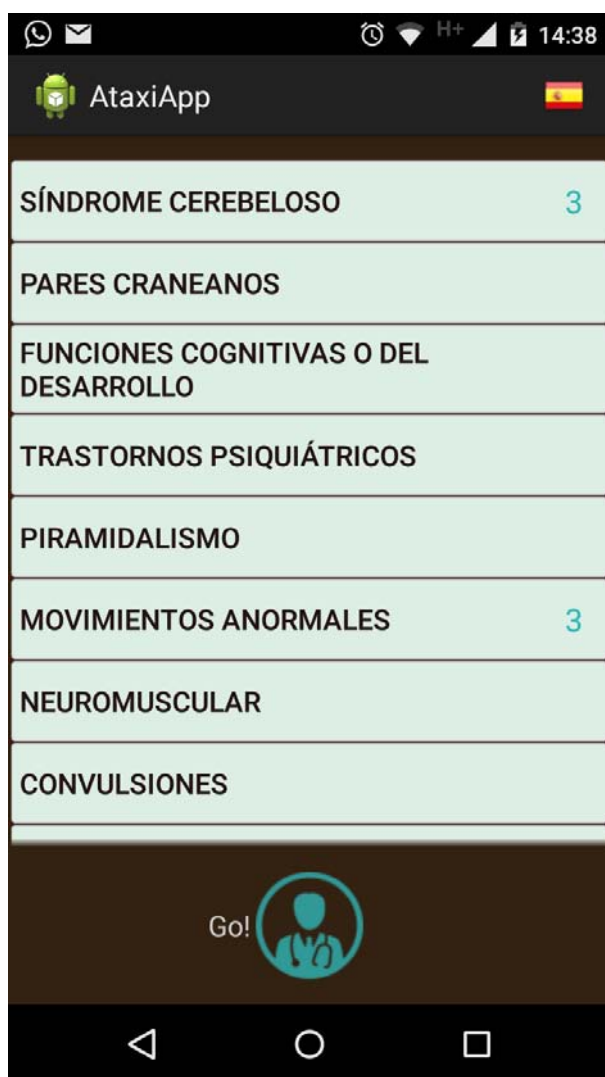 H+ 14:38
AtaxiApp
SÍNDROME CEREBELOSO 3
PARES CRANEANOS
FUNCIONES COGNITIVAS O DEL
DESARROLLO
TRASTORNOS PSIQUIÁTRICOS
PIRAMIDALISMO
MOVIMIENTOS ANORMALES 3
NEUROMUSCULAR
CONVULSIONES
Go!